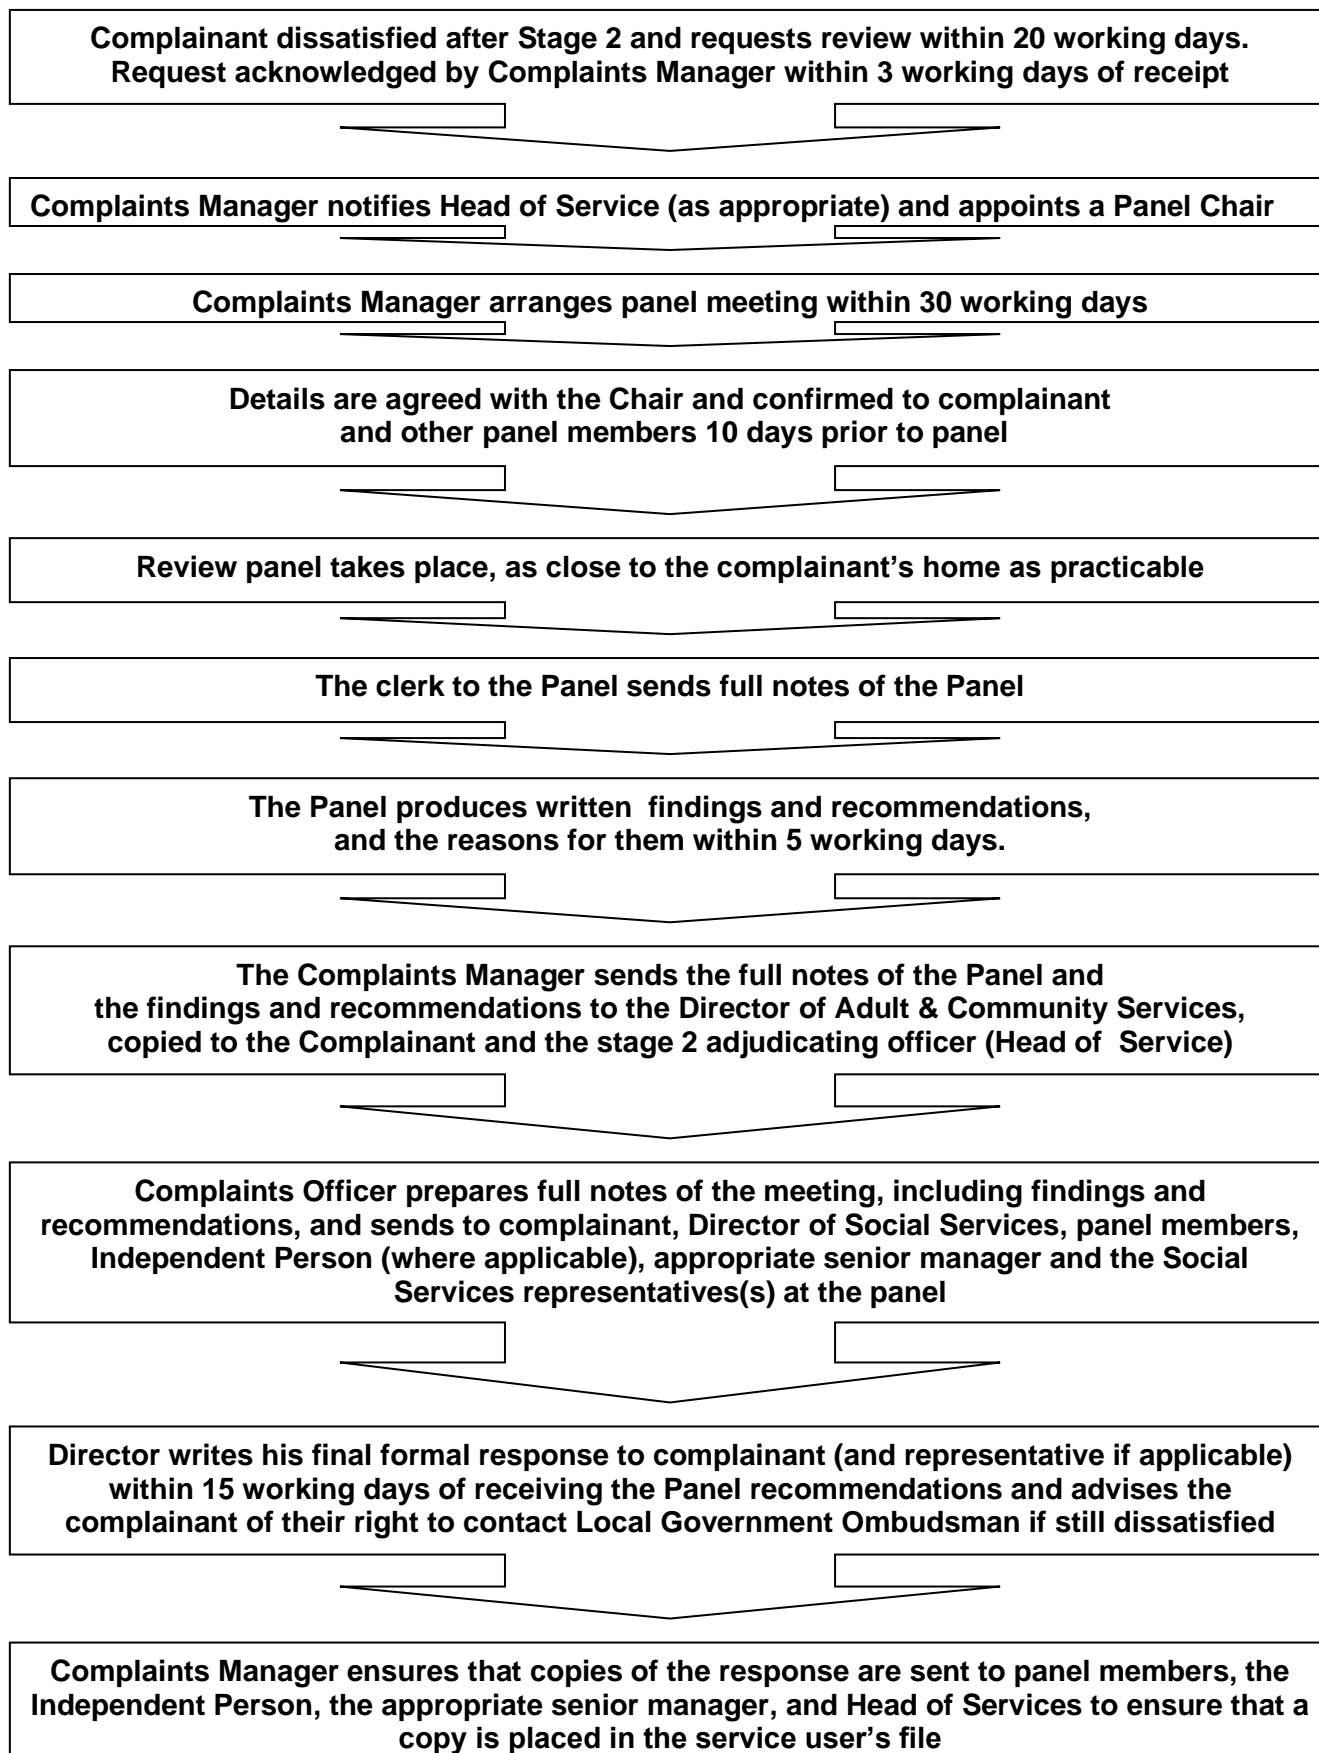 Complainant dissatisfied after Stage 2 and requests review within 20 working days.
Request acknowledged by Complaints Manager within 3 working days of receipt
Complaints Manager notifies Head of Service (as appropriate) and appoints a Panel Chair
Complaints Manager arranges panel meeting within 30 working days
Details are agreed with the Chair and confirmed to complainant
and other panel members 10 days prior to panel
Review panel takes place, as close to the complainant's home as practicable
The clerk to the Panel sends full notes of the Panel
The Panel produces written  findings and recommendations,
and the reasons for them within 5 working days.
The Complaints Manager sends the full notes of the Panel and
the findings and recommendations to the Director of Adult & Community Services,
copied to the Complainant and the stage 2 adjudicating officer (Head of  Service)
Complaints Officer prepares full notes of the meeting, including findings and
recommendations, and sends to complainant, Director of Social Services, panel members,
Independent Person (where applicable), appropriate senior manager and the Social
Services representatives(s) at the panel
Director writes his final formal response to complainant (and representative if applicable)
within 15 working days of receiving the Panel recommendations and advises the
complainant of their right to contact Local Government Ombudsman if still dissatisfied
Complaints Manager ensures that copies of the response are sent to panel members, the
Independent Person, the appropriate senior manager, and Head of Services to ensure that a
copy is placed in the service user's file